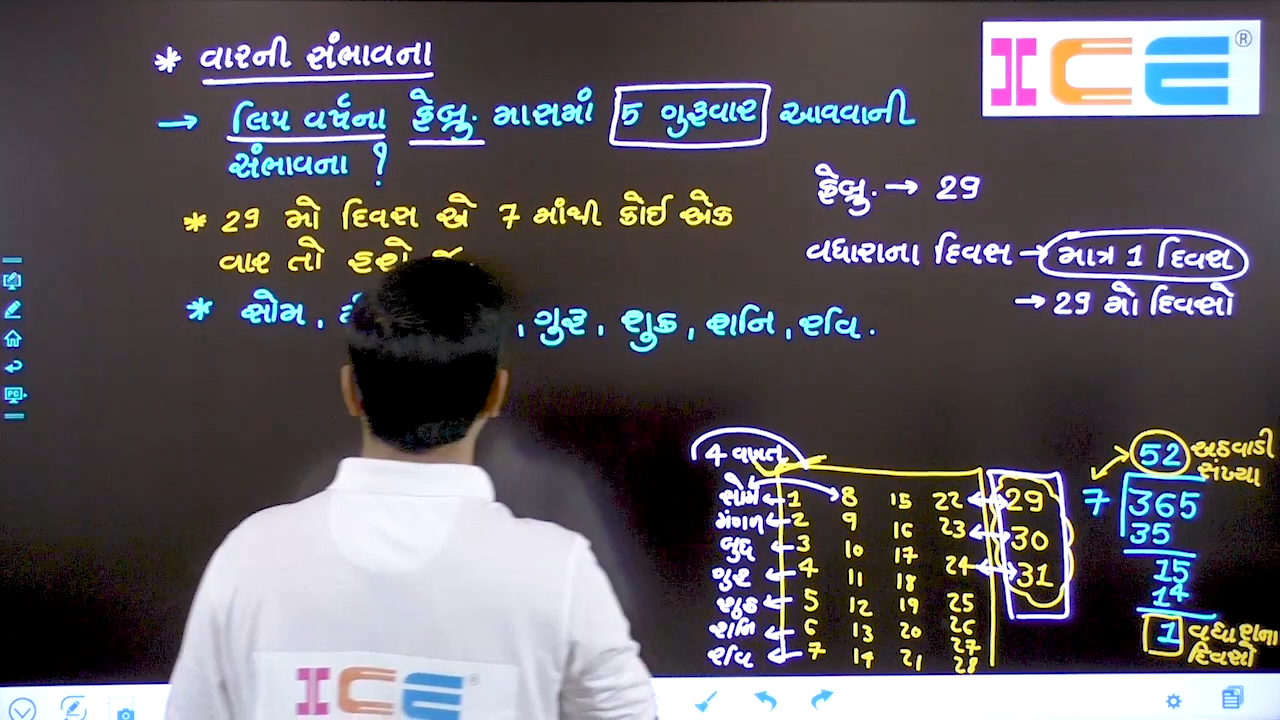 * વારની સંભાવના
ICE ®
→ લિપ વર્ષના ફેબ્રુ. માસમાં 5 ગુરૂવાર આવવાની
સંભાવના ?
ફેબ્રુ. → 29
* 29 મો દિવસ એ 7 માંથી કોઈ એક
વાર તો હશે
વધારાના દિવસ → માત્ર 1 દિવસ
→ 29 મો દિવસો
* સોમ, , ગુરૂ, શુક્ર, શનિ, રવિ.
4 વખત
સોમ ← 1 → 8 15 22 ↔ 29
મંગળ ← 2 9 16 23 ↔ 30
બુધ ← 3 10 17 24 ↔ 31
ગુરૂ ← 4 11 18 25
શુક્ર ← 5 12 19 26
શનિ ← 6 13 20 27
રવિ ← 7 14 21 28
52 અઠવાડી
સંખ્યા
7 365
35
15
14
1 વધારાના
દિવસો
ICE ®